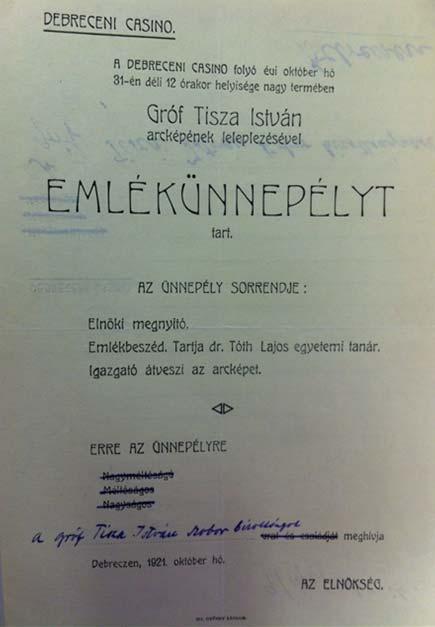 DEBRECENI CASINO.
A DEBRECENI CASINO folyó évi október hó
31-én déli 12 órakor helyisége nagy termében
Gróf Tisza István
arcképének leleplezésével
EMLÉKÜNNEPÉLYT
tart.
AZ ÜNNEPÉLY SORRENDJE:
Elnöki megnyitó.
Emlékbeszéd. Tartja dr. Tóth Lajos egyetemi tanár.
Igazgató átveszi az arcképet.
ERRE AZ ÜNNEPÉLYRE
Nagyméltóságú
Méltóságos
Nagyságos
a gróf Tisza István szobor bizottságot
urat és családját meghívja
Debreczen, 1921. október hó.
AZ ELNÖKSÉG.